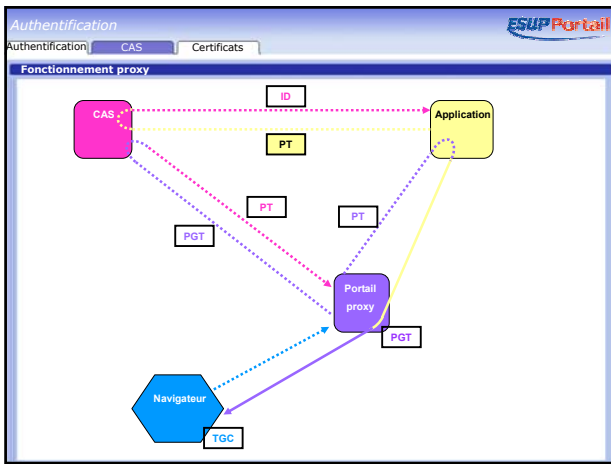 Authentification
ESUP Portail
Authentification
CAS
Certificats
Fonctionnement proxy
ID
CAS
Application
PT
PT
PT
PGT
Portail
proxy
PGT
Navigateur
TGC